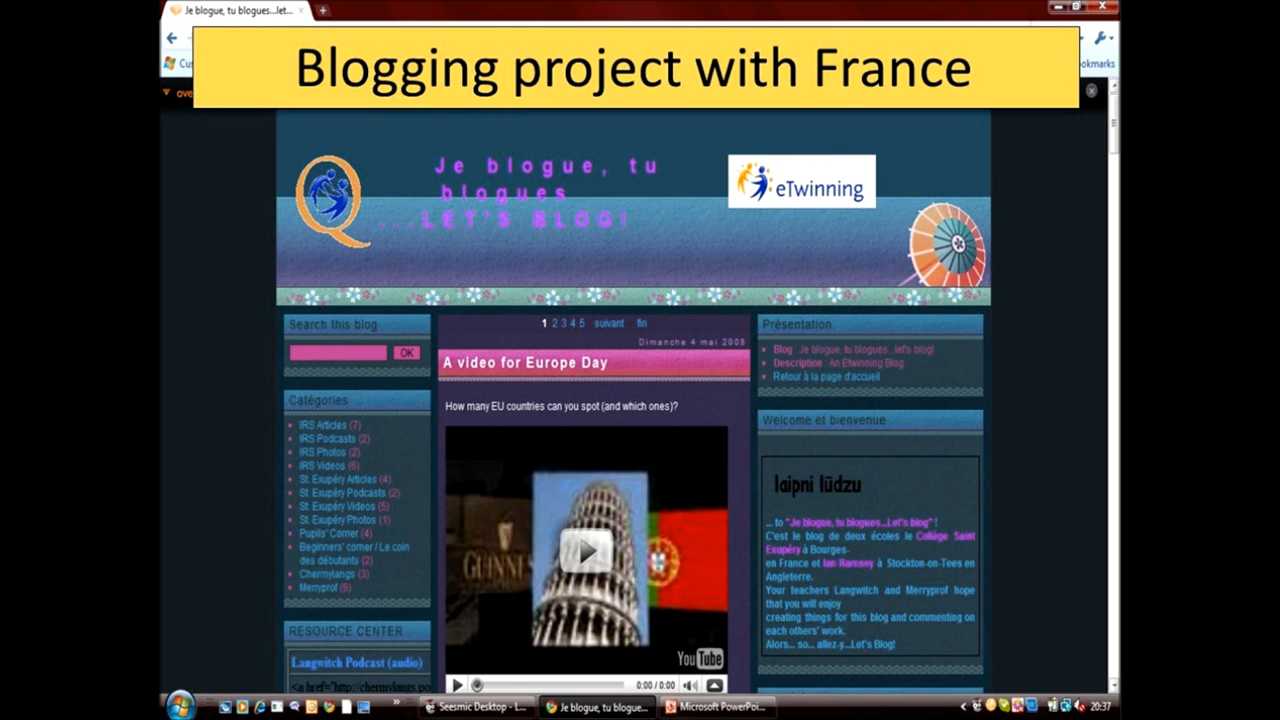 Je blogue, tu blogues...let...
Blogging project with France
Cus
okmarks
ove
Je blogue, tu
blogues
...LET'S BLOG!
eTwinning
Search this blog
OK
Catégories
IRS Articles (7)
IRS Podcasts (2)
IRS Photos (2)
IRS Videos (6)
St. Exupéry Articles (4)
St. Exupéry Podcasts (2)
St. Exupéry Videos (5)
St. Exupéry Photos (1)
Pupils' Corner (4)
Beginners' corner / Le coin
des débutants (2)
Chermylangs (3)
Merryprof (6)
RESOURCE CENTER
Langwitch Podcast (audio)
<a href="http://chermylangs.po
1 2 3 4 5 suivant fin
Dimanche 4 mai 2008
A video for Europe Day
How many EU countries can you spot (and which ones)?
GUINNES
YouTube
0:00 / 0:00
Présentation
Blog Je blogue, tu blogues...let's blog!
Description An Etwinning Blog
Retour à la page d'accueil
Welcome et bienvenue
laipni lūdzu
... to "Je blogue, tu blogues...Let's blog" !
C'est le blog de deux écoles le Collège Saint
Exupéry à Bourges-
en France et Ian Ramsey à Stockton-on-Tees en
Angleterre.
Your teachers Langwitch and Merryprof hope
that you will enjoy
creating things for this blog and commenting on
each others' work.
Alors... so... allez-y...Let's Blog!
Seesmic Desktop - L...
Je blogue, tu blogue...
Microsoft PowerPoi...
20:37